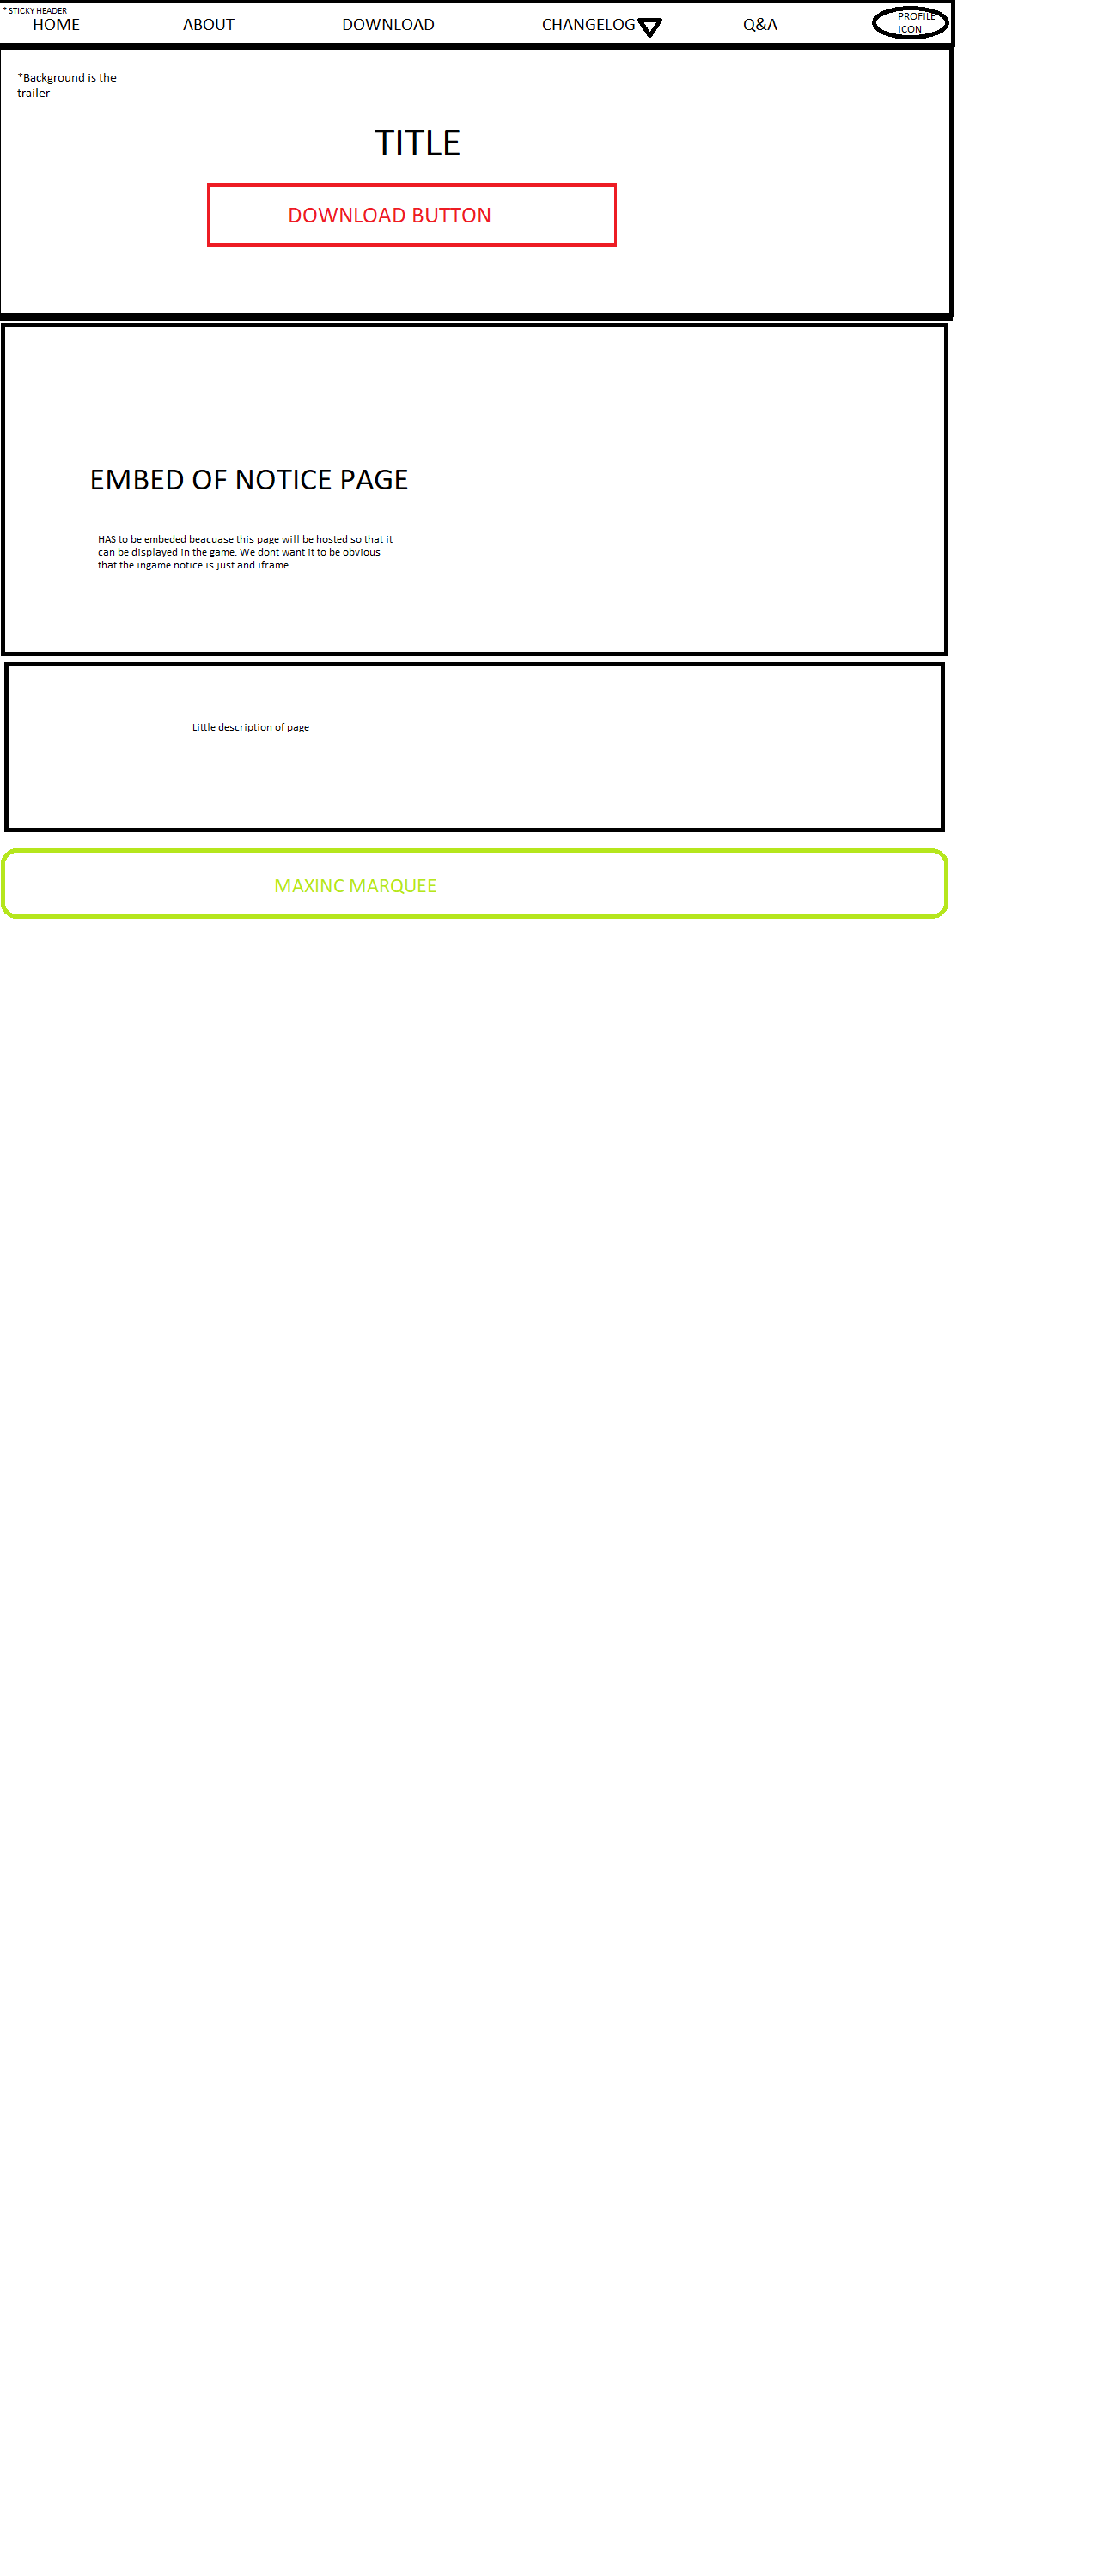 * STICKY HEADER
HOME ABOUT DOWNLOAD CHANGELOG Q&A PROFILE
ICON
*Background is the
trailer
TITLE
DOWNLOAD BUTTON
EMBED OF NOTICE PAGE
HAS to be embeded beacuase this page will be hosted so that it
can be displayed in the game. We dont want it to be obvious
that the ingame notice is just and iframe.
Little description of page
MAXINC MARQUEE